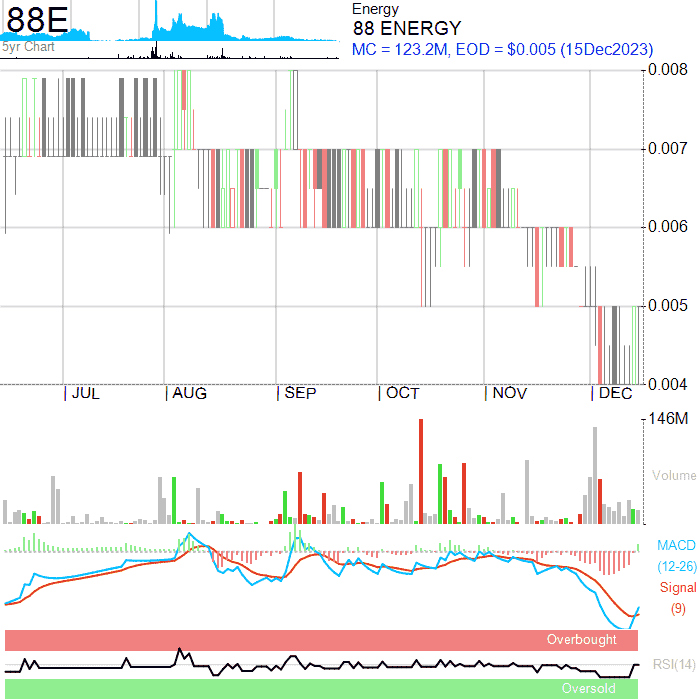 88E
5yr Chart
Energy
88 ENERGY
MC = 123.2M, EOD = $0.005 (15Dec2023)
0.008
0.007
0.006
0.005
0.004
JUL AUG SEP OCT NOV DEC
146M
Volume
MACD
(12-26)
Signal
(9)
Overbought
RSI(14)
Oversold